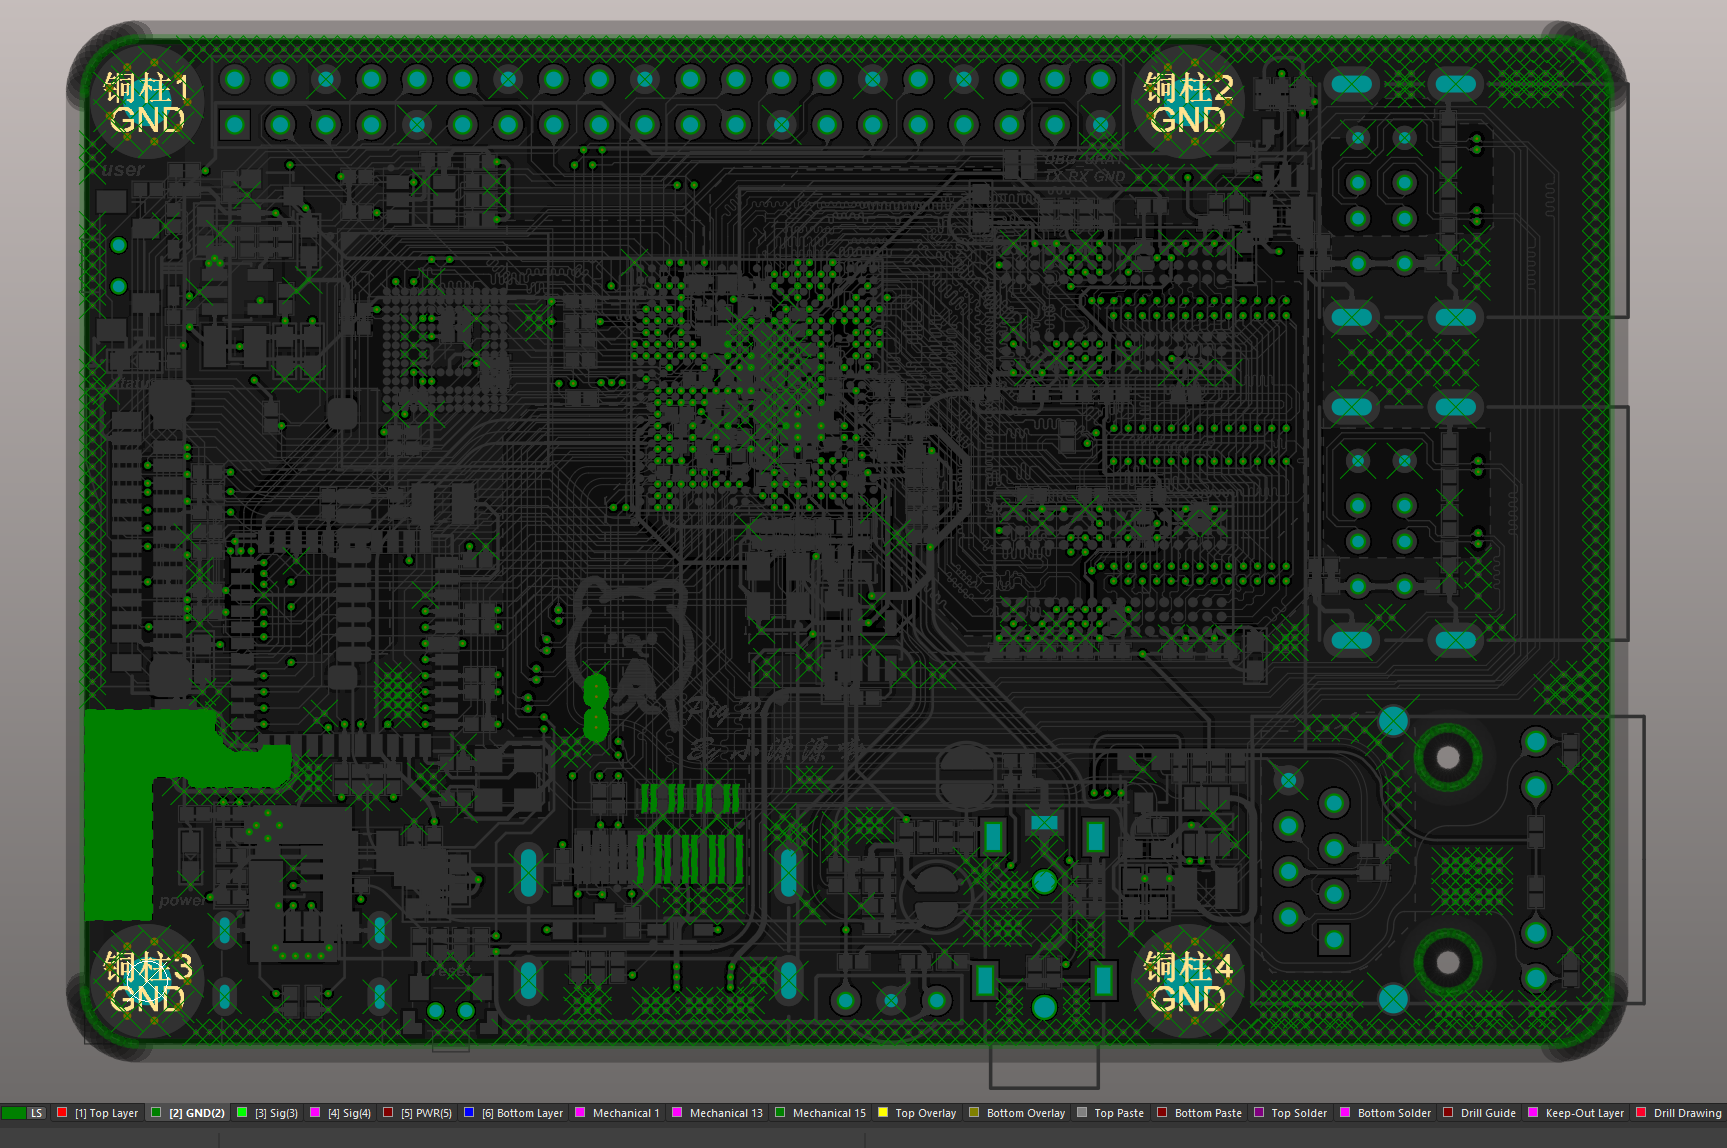 铜柱1
GND
铜柱2
GND
user
DBG UART
TX RX GND
power
reset
铜柱3
GND
铜柱4
GND
LS
[1] Top Layer
[2] GND(2)
[3] Sig(3)
[4] Sig(4)
[5] PWR(5)
[6] Bottom Layer
Mechanical 1
Mechanical 13
Mechanical 15
Top Overlay
Bottom Overlay
Top Paste
Bottom Paste
Top Solder
Bottom Solder
Drill Guide
Keep-Out Layer
Drill Drawing